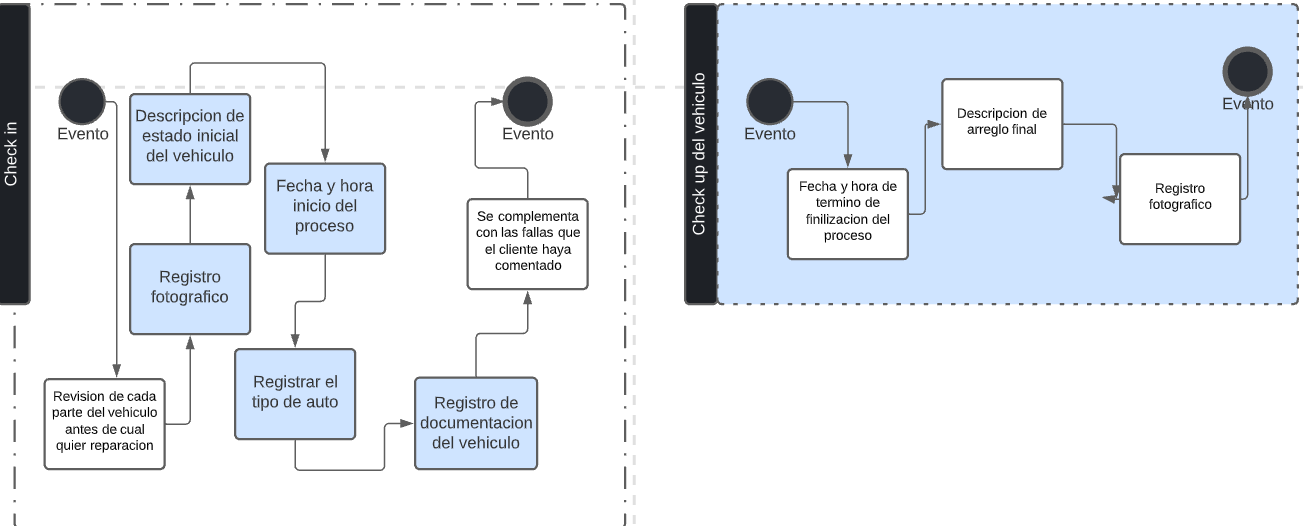 Check in
Evento
Revision de cada
parte del vehiculo
antes de cual
quier reparacion
Registro
fotografico
Descripcion de
estado inicial
del vehiculo
Fecha y hora
inicio del
proceso
Registrar el
tipo de auto
Registro de
documentacion
del vehiculo
Se complementa
con las fallas que
el cliente haya
comentado
Evento
Check up del vehiculo
Evento
Fecha y hora de
termino de
finilizacion del
proceso
Descripcion de
arreglo final
Registro
fotografico
Evento